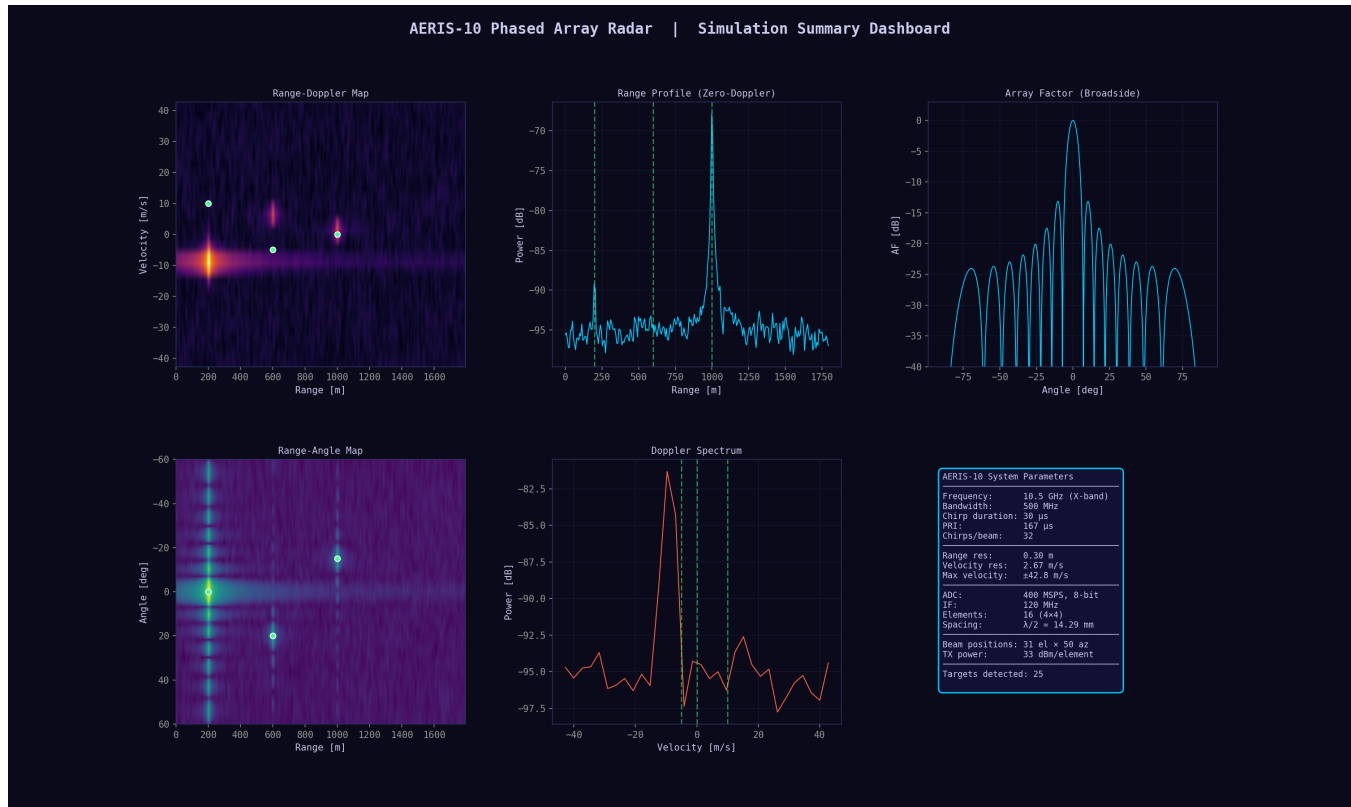 AERIS-10 Phased Array Radar | Simulation Summary Dashboard
Range-Doppler Map
40
30
20
10
0
−10
−20
−30
−40
Velocity [m/s]
0 200 400 600 800 1000 1200 1400 1600
Range [m]
Range Profile (Zero-Doppler)
−70
−75
−80
−85
−90
−95
Power [dB]
0 250 500 750 1000 1250 1500 1750
Range [m]
Array Factor (Broadside)
0
−5
−10
−15
−20
−25
−30
−35
−40
AF [dB]
−75 −50 −25 0 25 50 75
Angle [deg]
Range-Angle Map
−60
−40
−20
0
20
40
60
Angle [deg]
0 200 400 600 800 1000 1200 1400 1600
Range [m]
Doppler Spectrum
−82.5
−85.0
−87.5
−90.0
−92.5
−95.0
−97.5
Power [dB]
−40 −20 0 20 40
Velocity [m/s]
AERIS-10 System Parameters
Frequency: 10.5 GHz (X-band)
Bandwidth: 500 MHz
Chirp duration: 30 µs
PRI: 167 µs
Chirps/beam: 32
Range res: 0.30 m
Velocity res: 2.67 m/s
Max velocity: ±42.8 m/s
ADC: 400 MSPS, 8-bit
IF: 120 MHz
Elements: 16 (4×4)
Spacing: λ/2 = 14.29 mm
Beam positions: 31 el × 50 az
TX power: 33 dBm/element
Targets detected: 25